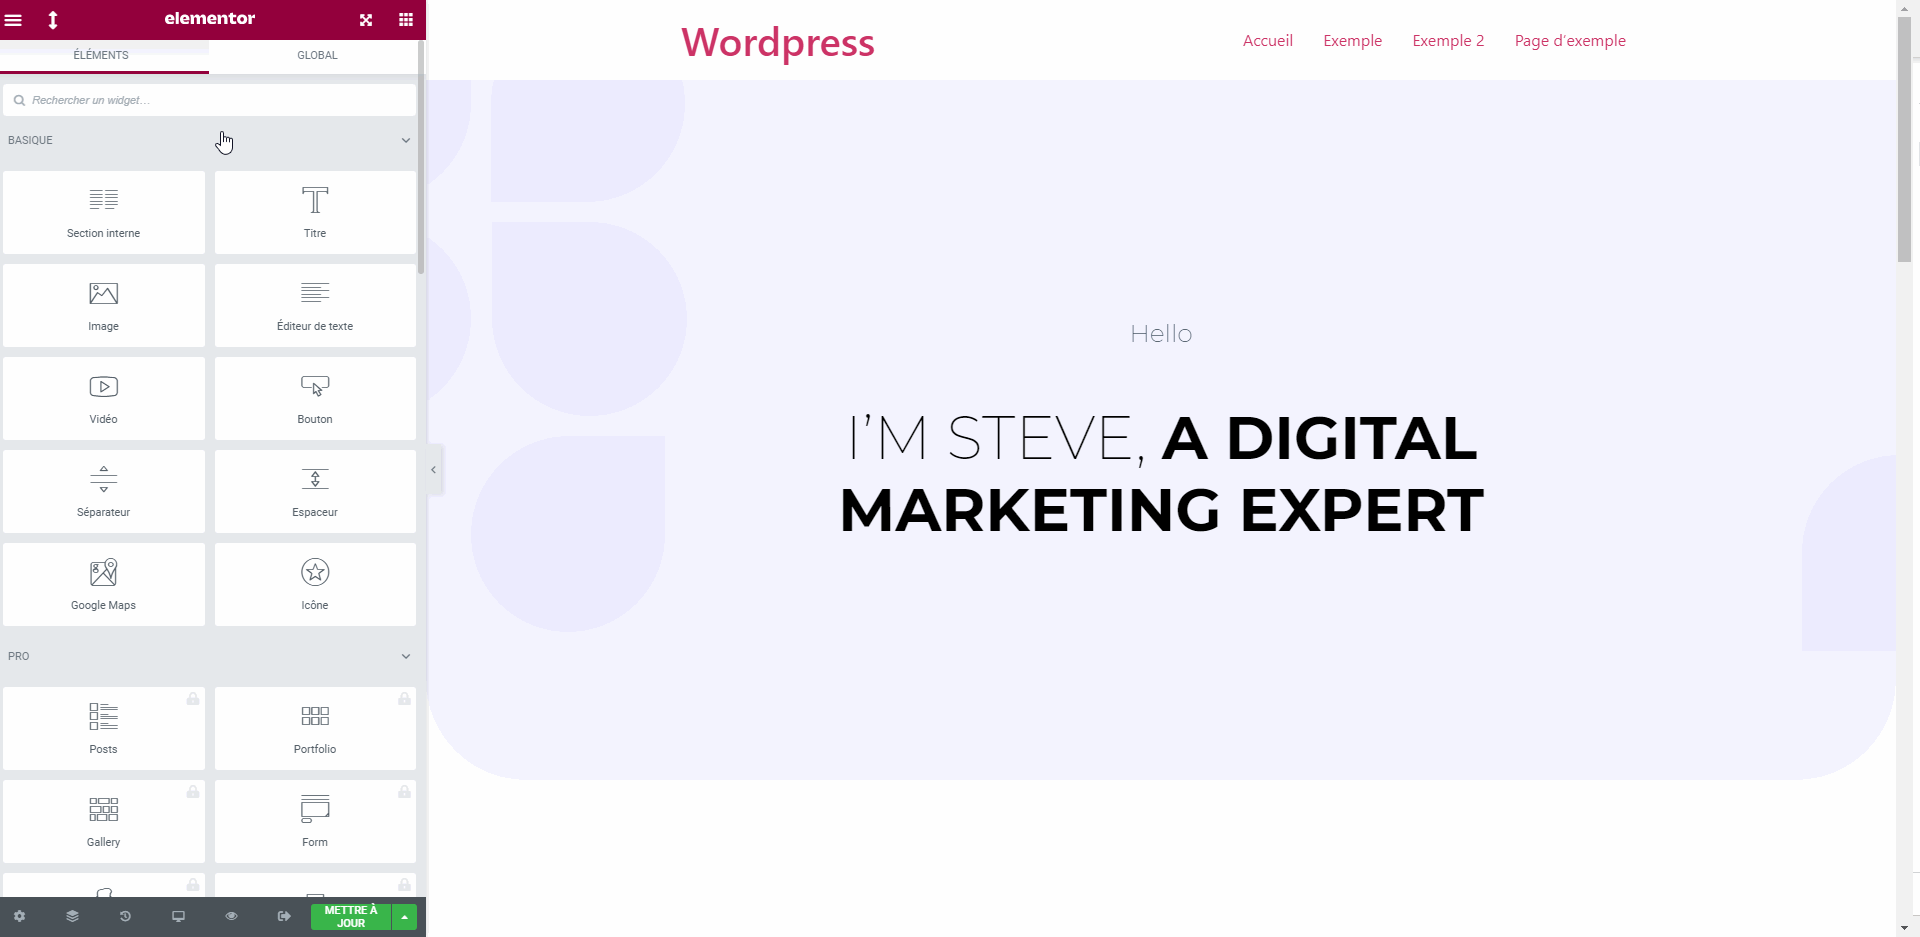 elementor
ÉLÉMENTS
GLOBAL
Rechercher un widget...
BASIQUE
Section interne
Titre
Image
Éditeur de texte
Vidéo
Bouton
Séparateur
Espaceur
Google Maps
Icône
PRO
Posts
Portfolio
Gallery
Form
METTRE À
JOUR
Wordpress
Accueil
Exemple
Exemple 2
Page d'exemple
Hello
I'M STEVE, A DIGITAL
MARKETING EXPERT